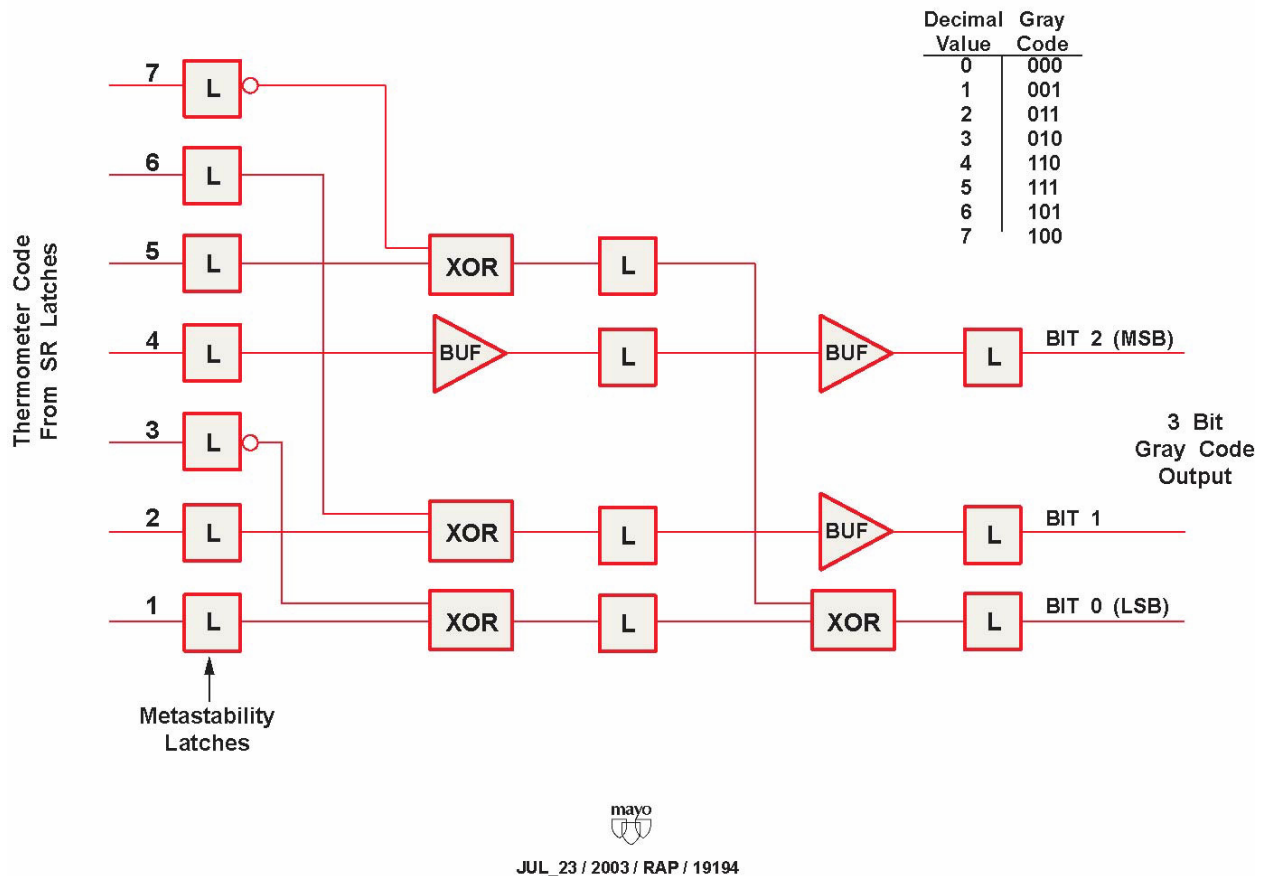 Decimal Gray
Value Code
0 000
1 001
2 011
3 010
4 110
5 111
6 101
7 100
Thermometer Code
From SR Latches
7
L
6
L
5
L
XOR
L
4
L
BUF
L
BUF
L
BIT 2 (MSB)
3
L
3 Bit
Gray Code
Output
2
L
XOR
L
BUF
L
BIT 1
1
L
XOR
L
XOR
L
BIT 0 (LSB)
Metastability
Latches
mayo
JUL_23 / 2003 / RAP / 19194